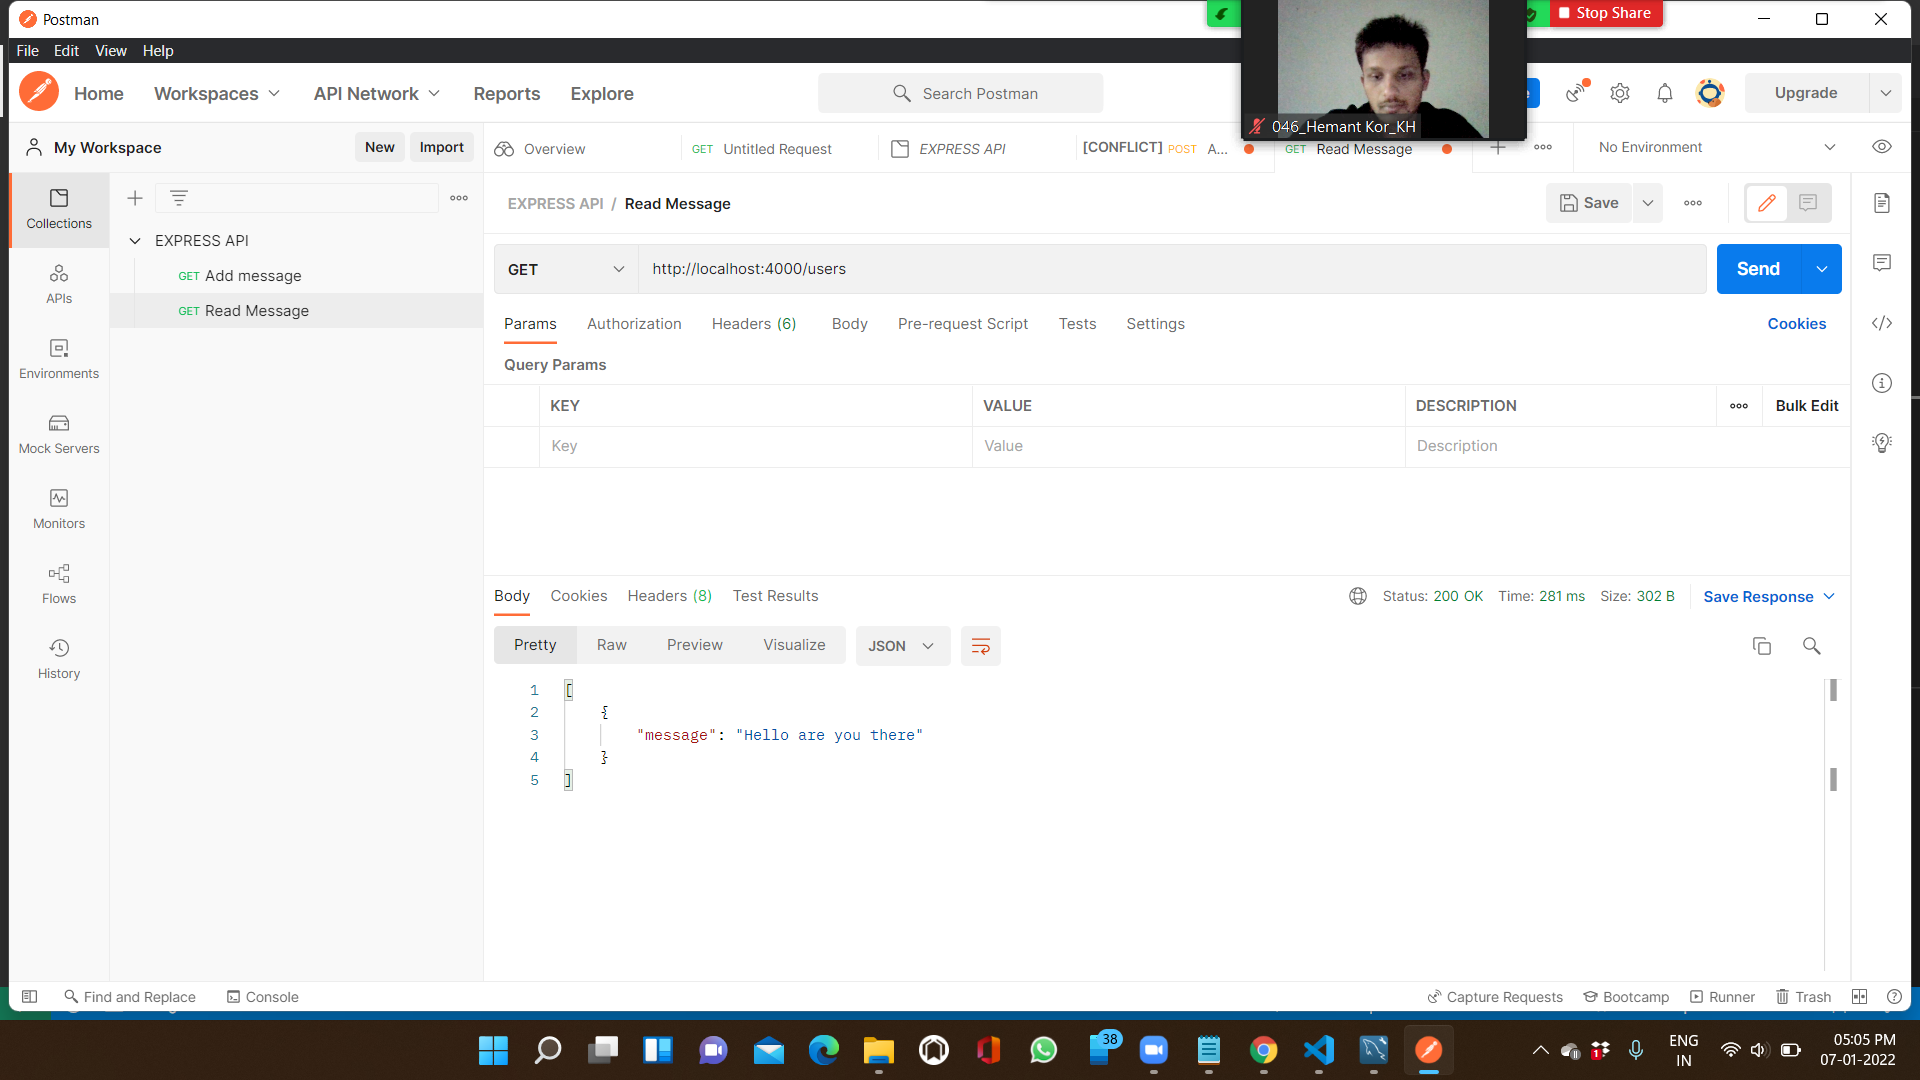 Postman
Stop Share
File Edit View Help
Home Workspaces API Network Reports Explore
Search Postman
Upgrade
046_Hemant Kor_KH
My Workspace
New
Import
Overview
GET Untitled Request
EXPRESS API
[CONFLICT] POST A...
GET Read Message
No Environment
Collections
APIs
Environments
Mock Servers
Monitors
Flows
History
EXPRESS API
GET Add message
GET Read Message
EXPRESS API / Read Message
Save
GET
http://localhost:4000/users
Send
Params Authorization Headers (6) Body Pre-request Script Tests Settings
Cookies
Query Params
KEY VALUE DESCRIPTION
Bulk Edit
Key Value Description
Body Cookies Headers (8) Test Results
Status: 200 OK Time: 281 ms Size: 302 B
Save Response
Pretty Raw Preview Visualize
JSON
1 [
2 {
3 "message": "Hello are you there"
4 }
5 ]
Find and Replace
Console
Capture Requests
Bootcamp
Runner
Trash
38
1
ENG
IN
05:05 PM
07-01-2022